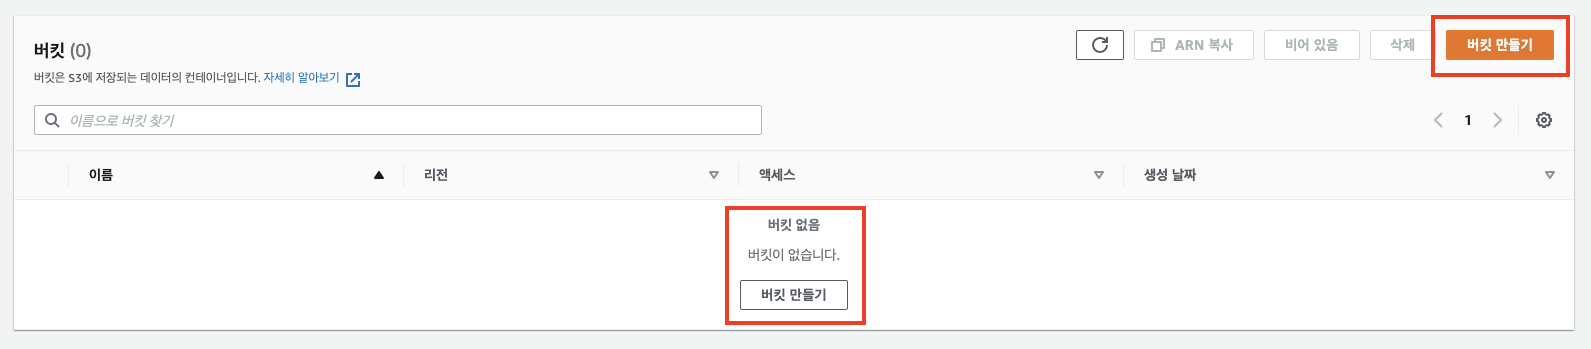 버킷 (0)
ARN 복사
비어 있음
삭제
버킷 만들기
버킷은 S3에 저장되는 데이터의 컨테이너입니다. 자세히 알아보기
이름으로 버킷 찾기
1
이름
리전
액세스
생성 날짜
버킷 없음
버킷이 없습니다.
버킷 만들기